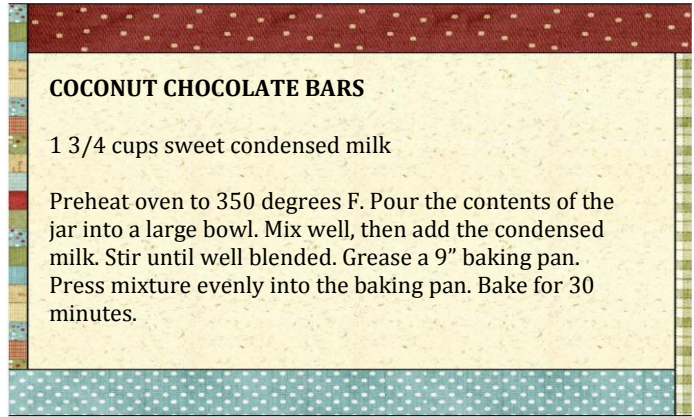 COCONUT CHOCOLATE BARS
1 3/4 cups sweet condensed milk
Preheat oven to 350 degrees F. Pour the contents of the
jar into a large bowl. Mix well, then add the condensed
milk. Stir until well blended. Grease a 9” baking pan.
Press mixture evenly into the baking pan. Bake for 30
minutes.